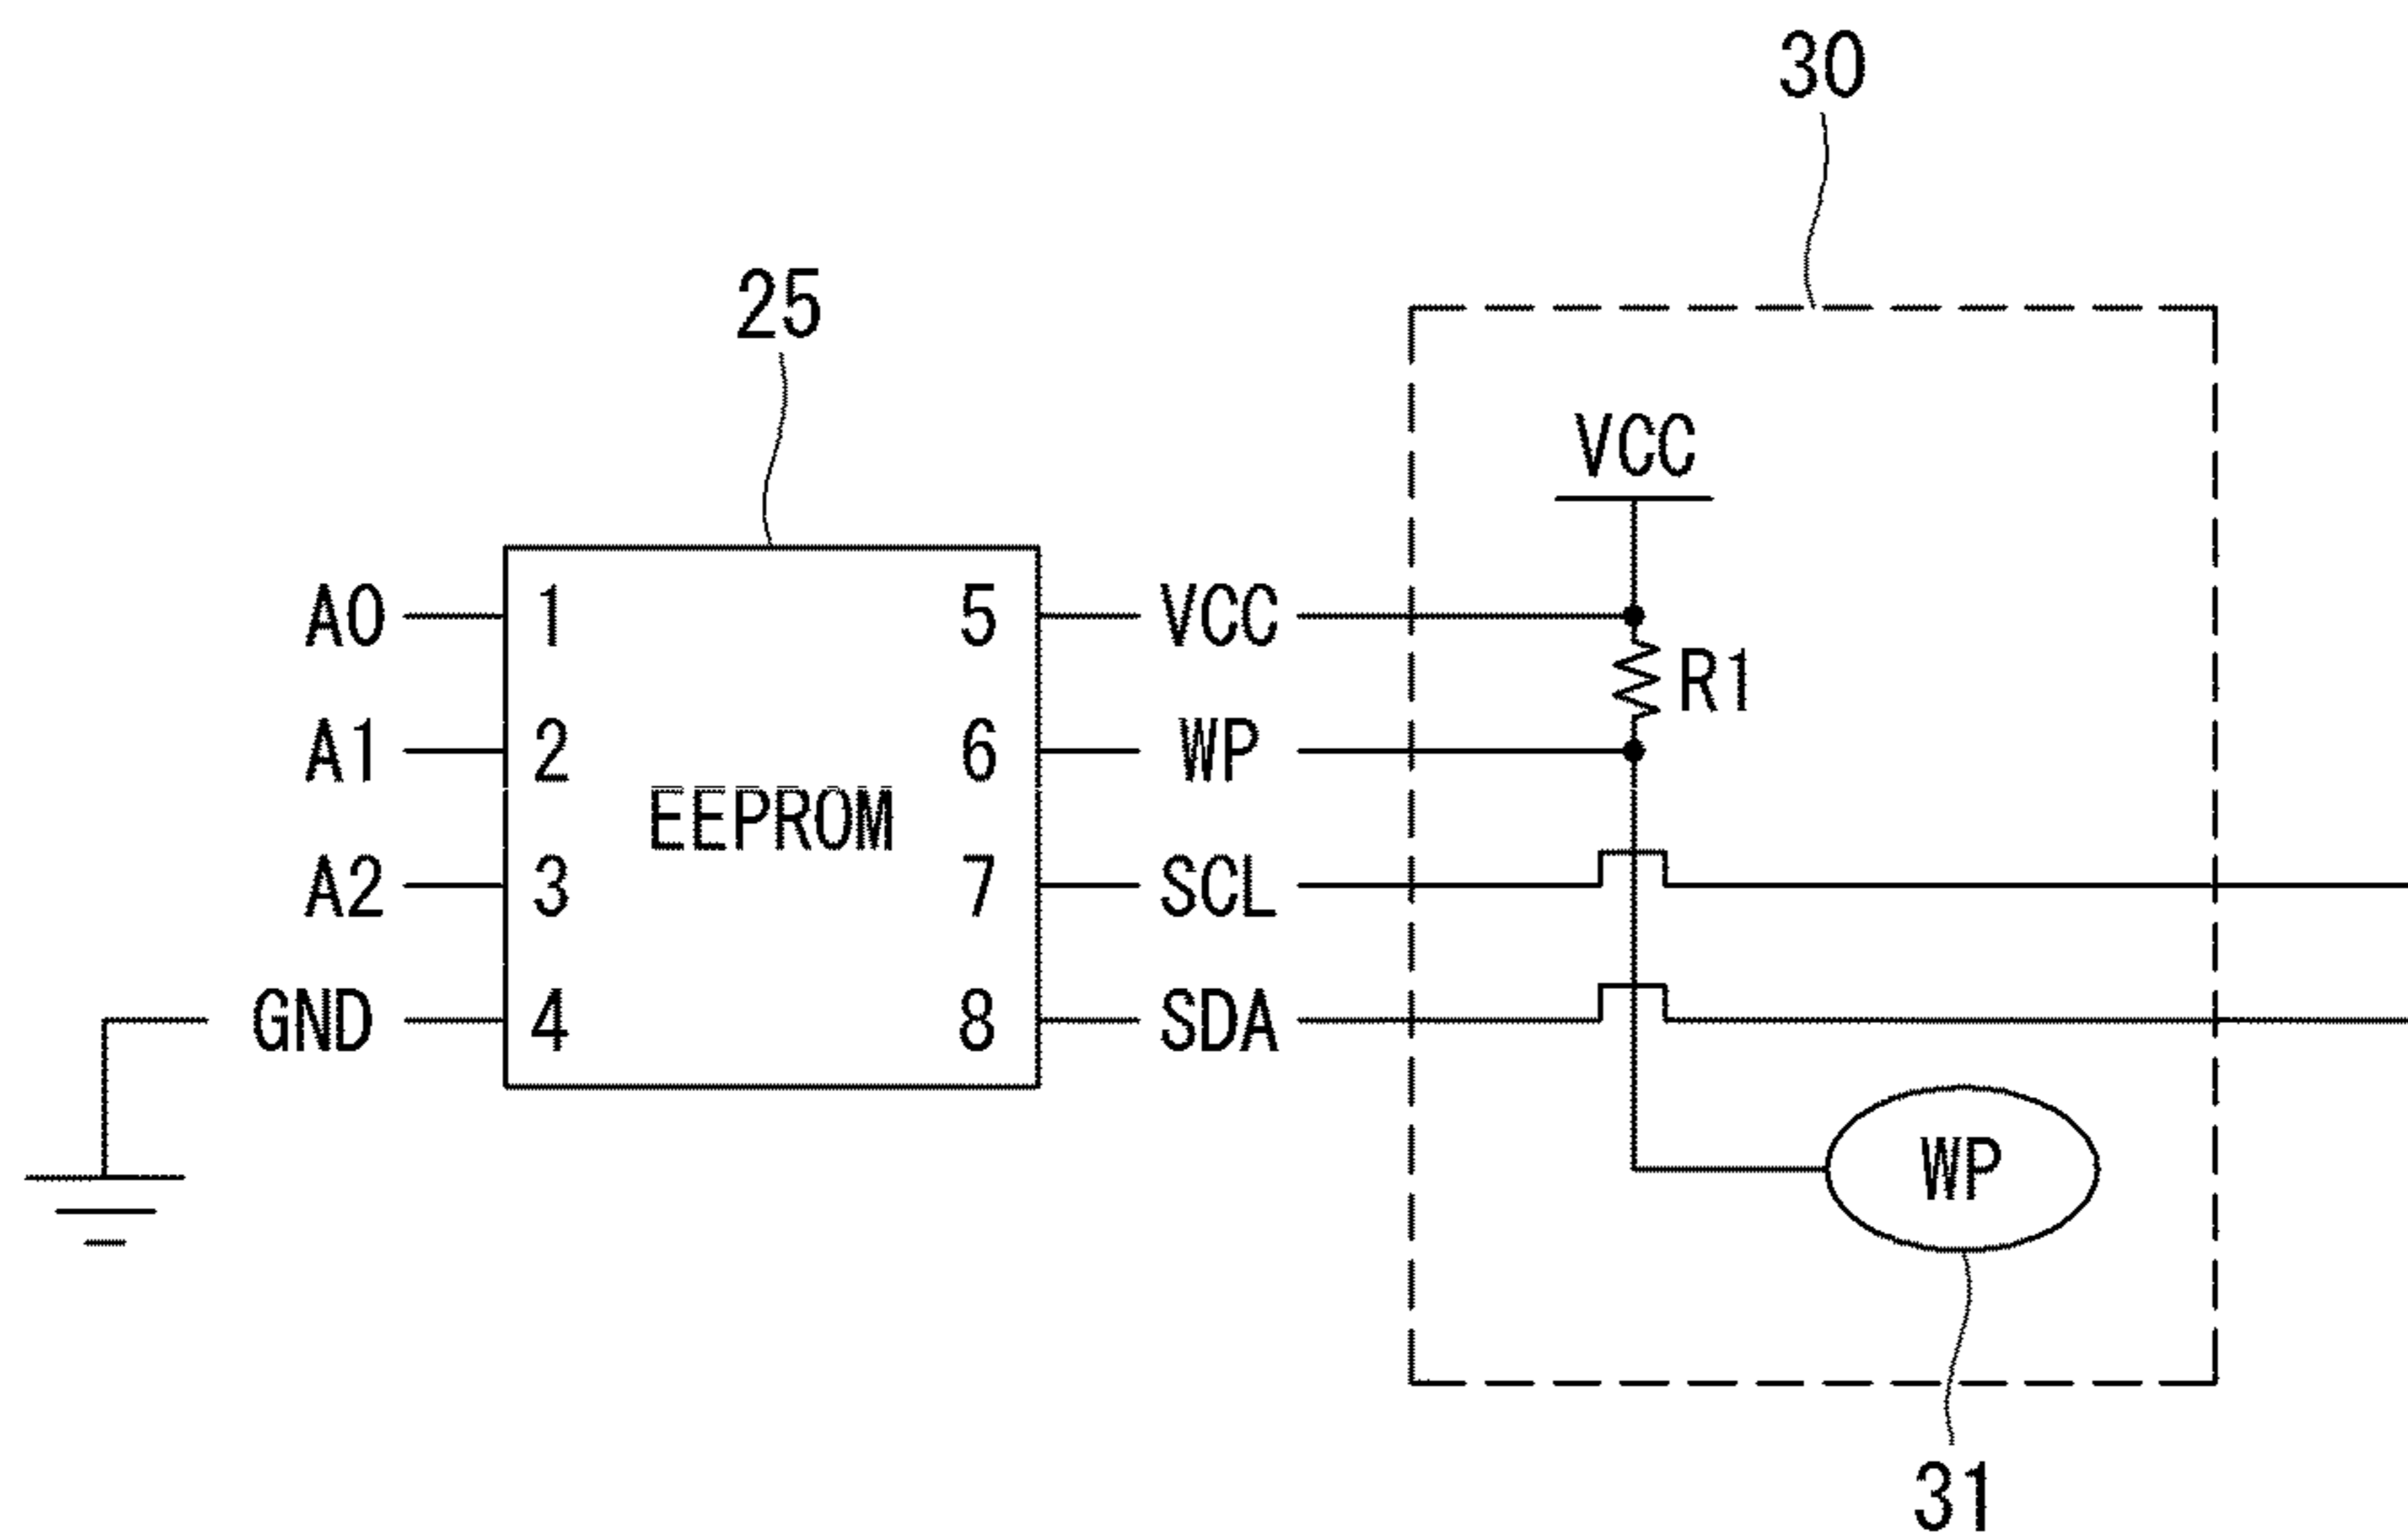 30
25
VCC
A0 1 5 VCC
R1
A1 2 6 WP
EEPROM
A2 3 7 SCL
GND 4 8 SDA
WP
31